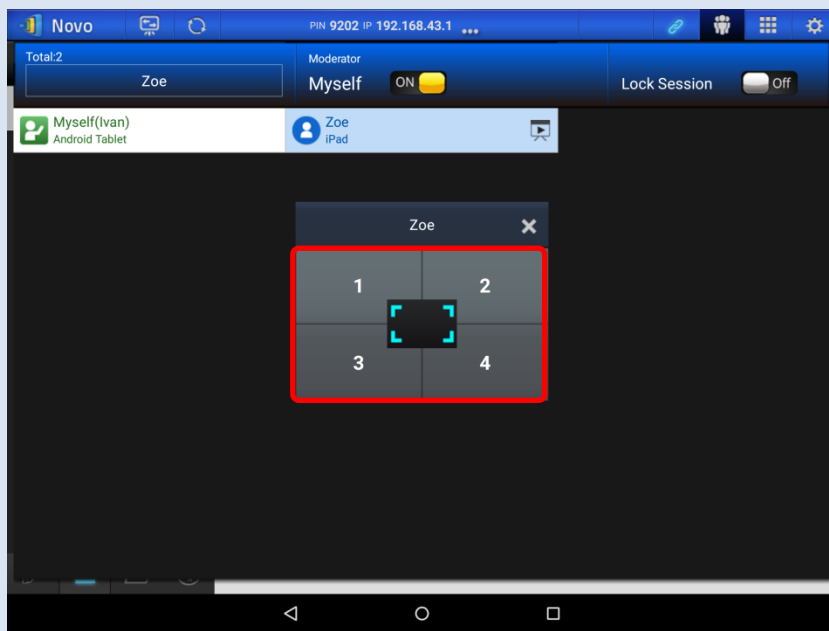 Novo
PIN 9202 IP 192.168.43.1 ...
Total:2
Zoe
Moderator
Myself ON
Lock Session Off
Myself(Ivan)
Android Tablet
Zoe
iPad
Zoe
1 2
3 4